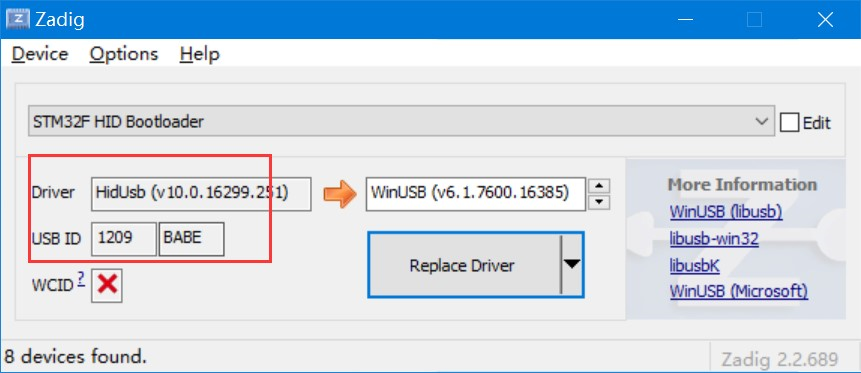 Zadig
Device Options Help
STM32F HID Bootloader
Edit
Driver HidUsb (v10.0.16299.251) WinUSB (v6.1.7600.16385)
USB ID 1209 BABE
WCID ?
Replace Driver
More Information
WinUSB (libusb)
libusb-win32
libusbK
WinUSB (Microsoft)
8 devices found.
Zadig 2.2.689